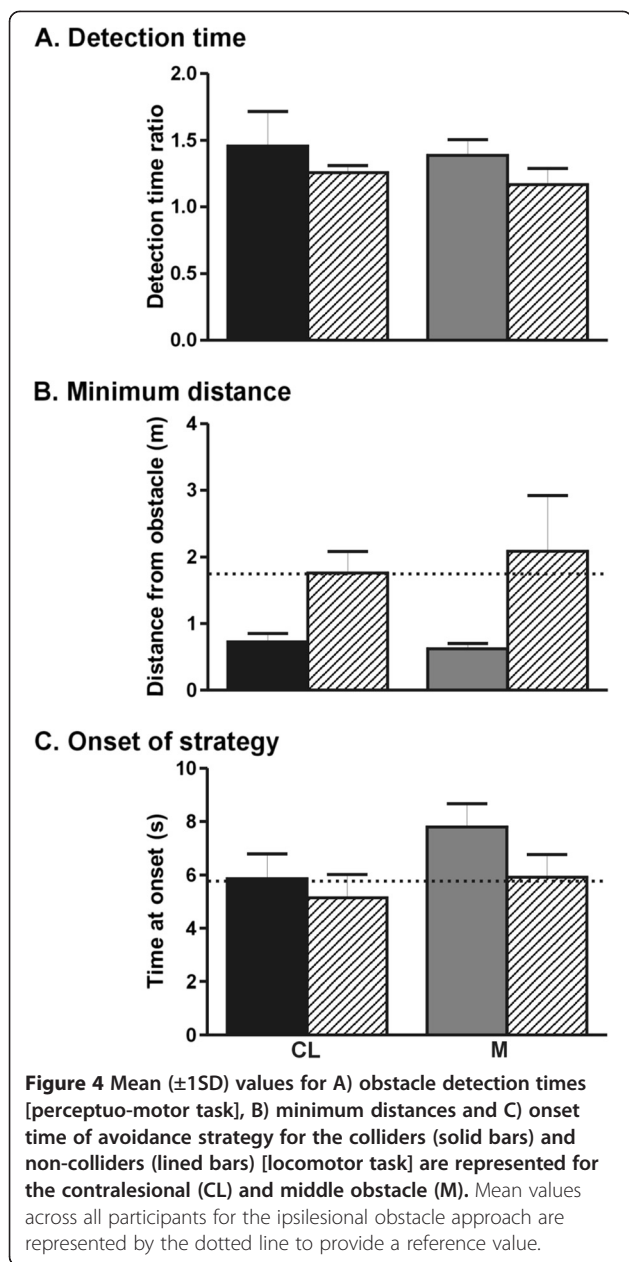 A. Detection time
2.0
1.5
1.0
0.5
0.0
Detection time ratio
B. Minimum distance
4
3
2
1
0
Distance from obstacle (m)
C. Onset of strategy
10
8
6
4
2
0
Time at onset (s)
CL M
Figure 4 Mean (±1SD) values for A) obstacle detection times
[perceptuo-motor task], B) minimum distances and C) onset
time of avoidance strategy for the colliders (solid bars) and
non-colliders (lined bars) [locomotor task] are represented for
the contralesional (CL) and middle obstacle (M). Mean values
across all participants for the ipsilesional obstacle approach are
represented by the dotted line to provide a reference value.